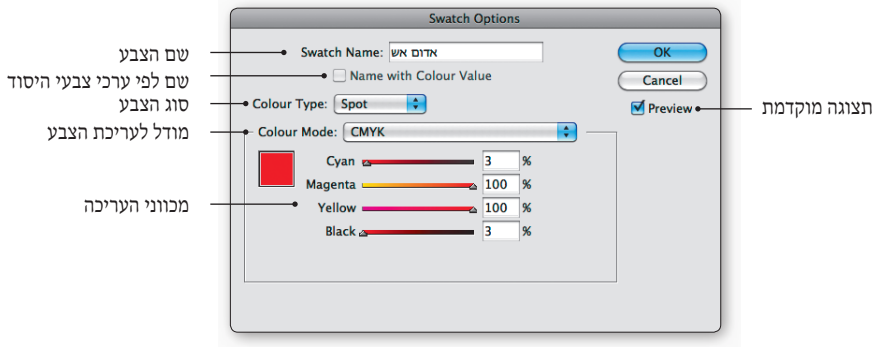 Swatch Options
שם הצבע
Swatch Name: אדום אש
OK
שם לפי ערכי צבעי היסוד
Name with Colour Value
Cancel
סוג הצבע
Colour Type: Spot
Preview
תצוגה מוקדמת
מודל לעריכת הצבע
Colour Mode: CMYK
Cyan 3 %
Magenta 100 %
מכווני העריכה
Yellow 100 %
Black 3 %